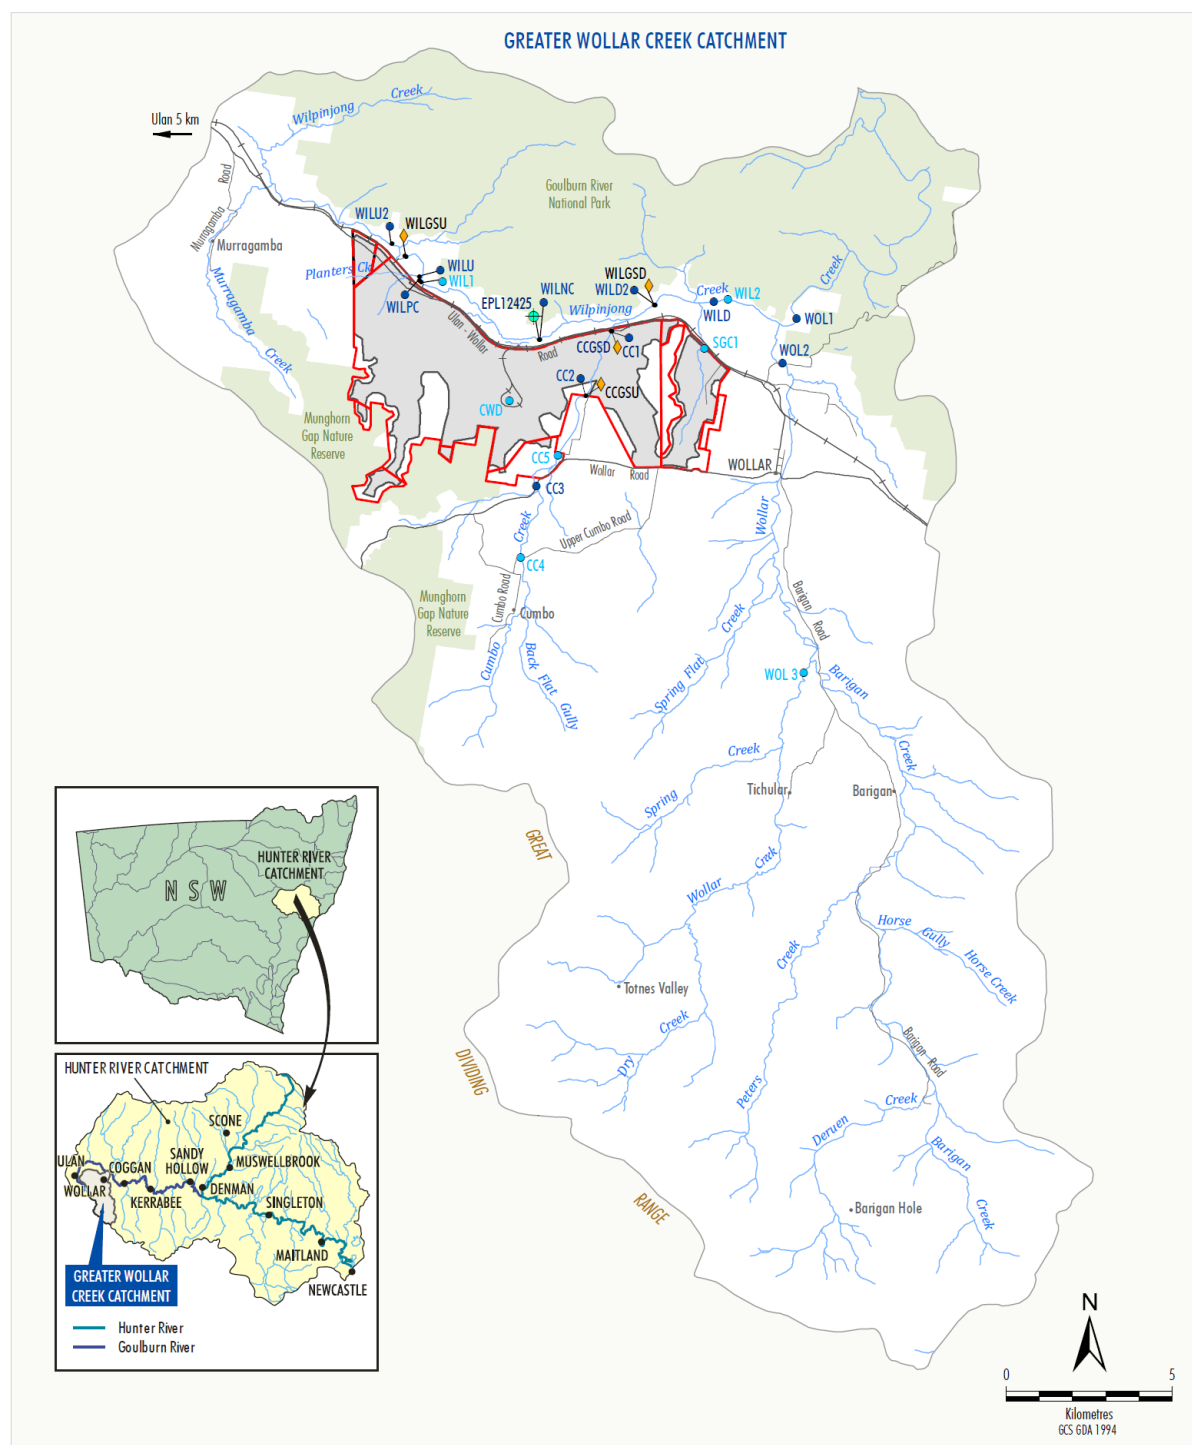 GREATER WOLLAR CREEK CATCHMENT
Ulan 5 km
Wilpinjong
Creek
Road
Murragamba
Murragamba
Murragamba
Creek
Goulburn River
National Park
WILU2
WILGSU
Planters Ck
WILU
WIL1
WILPC
EPL12425
WILNC
WILGSD
WILD2
Wilpinjong
Creek
WIL2
WILD
Creek
WOL1
WOL2
SGC1
Ulan - Wollar
Road
CCGSD
CC1
CC2
CCGSU
CWD
Munghorn
Gap Nature
Reserve
CC5
Wollar
Road
WOLLAR
CC3
Creek
Upper Cumbo Road
Wollar
CC4
Munghorn
Gap Nature
Reserve
Cumbo Road
Cumbo
Cumbo
Back Flat Gully
Creek
Spring Flat
Barigan
Road
WOL 3
Barigan
Creek
Creek
Spring
Tichular
Barigan
GREAT
Creek
Wollar
Horse
Gully
Horse Creek
Creek
Totnes Valley
Creek
Dry
DIVIDING
Peters
Barigan Road
Creek
Deruen
Barigan
Creek
RANGE
Barigan Hole
N S W
HUNTER RIVER
CATCHMENT
HUNTER RIVER CATCHMENT
SCONE
SANDY
HOLLOW
MUSWELLBROOK
ULAN
COGGAN
WOLLAR
KERRABEE
DENMAN
SINGLETON
MAITLAND
NEWCASTLE
GREATER WOLLAR
CREEK CATCHMENT
Hunter River
Goulburn River
N
0
5
Kilometres
GCS GDA 1994